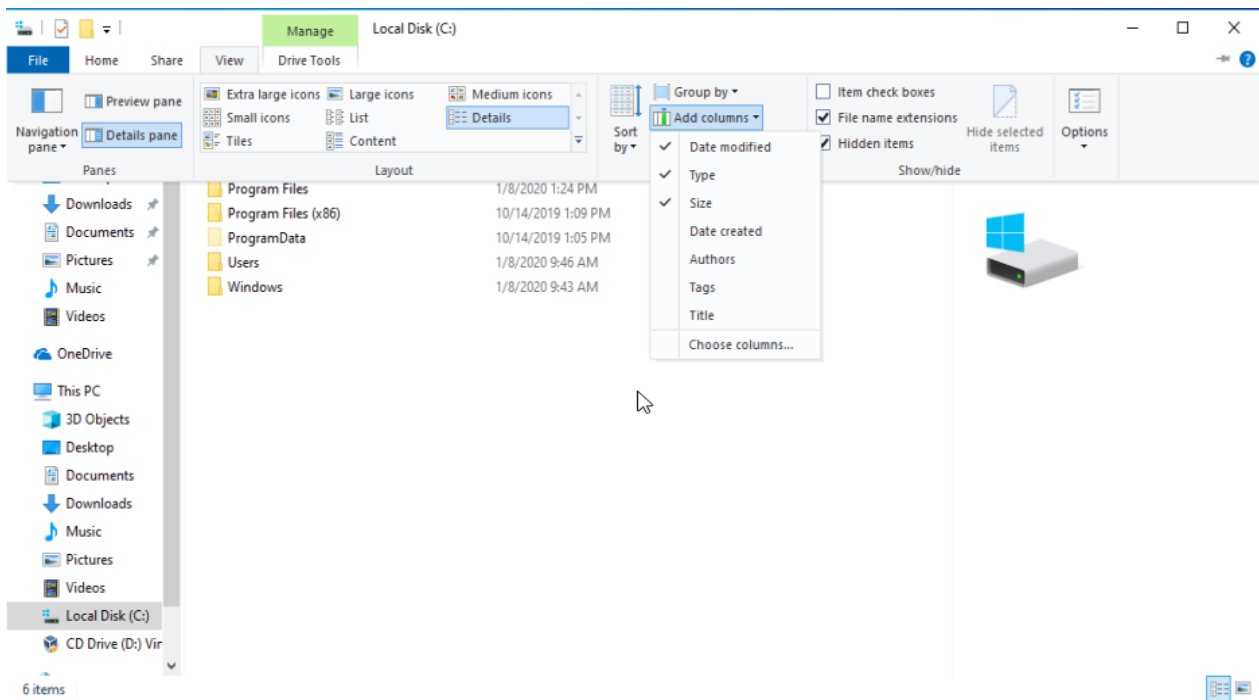 Manage
Local Disk (C:)
File
Home
Share
View
Drive Tools
Navigation pane
Preview pane
Details pane
Panes
Extra large icons
Large icons
Medium icons
Small icons
List
Details
Tiles
Content
Layout
Sort by
Group by
Add columns
Date modified
Type
Size
Date created
Authors
Tags
Title
Choose columns...
Item check boxes
File name extensions
Hidden items
Hide selected items
Show/hide
Options
Downloads
Documents
Pictures
Music
Videos
OneDrive
This PC
3D Objects
Desktop
Documents
Downloads
Music
Pictures
Videos
Local Disk (C:)
CD Drive (D:) Vir
Program Files 1/8/2020 1:24 PM
Program Files (x86) 10/14/2019 1:09 PM
ProgramData 10/14/2019 1:05 PM
Users 1/8/2020 9:46 AM
Windows 1/8/2020 9:43 AM
6 items